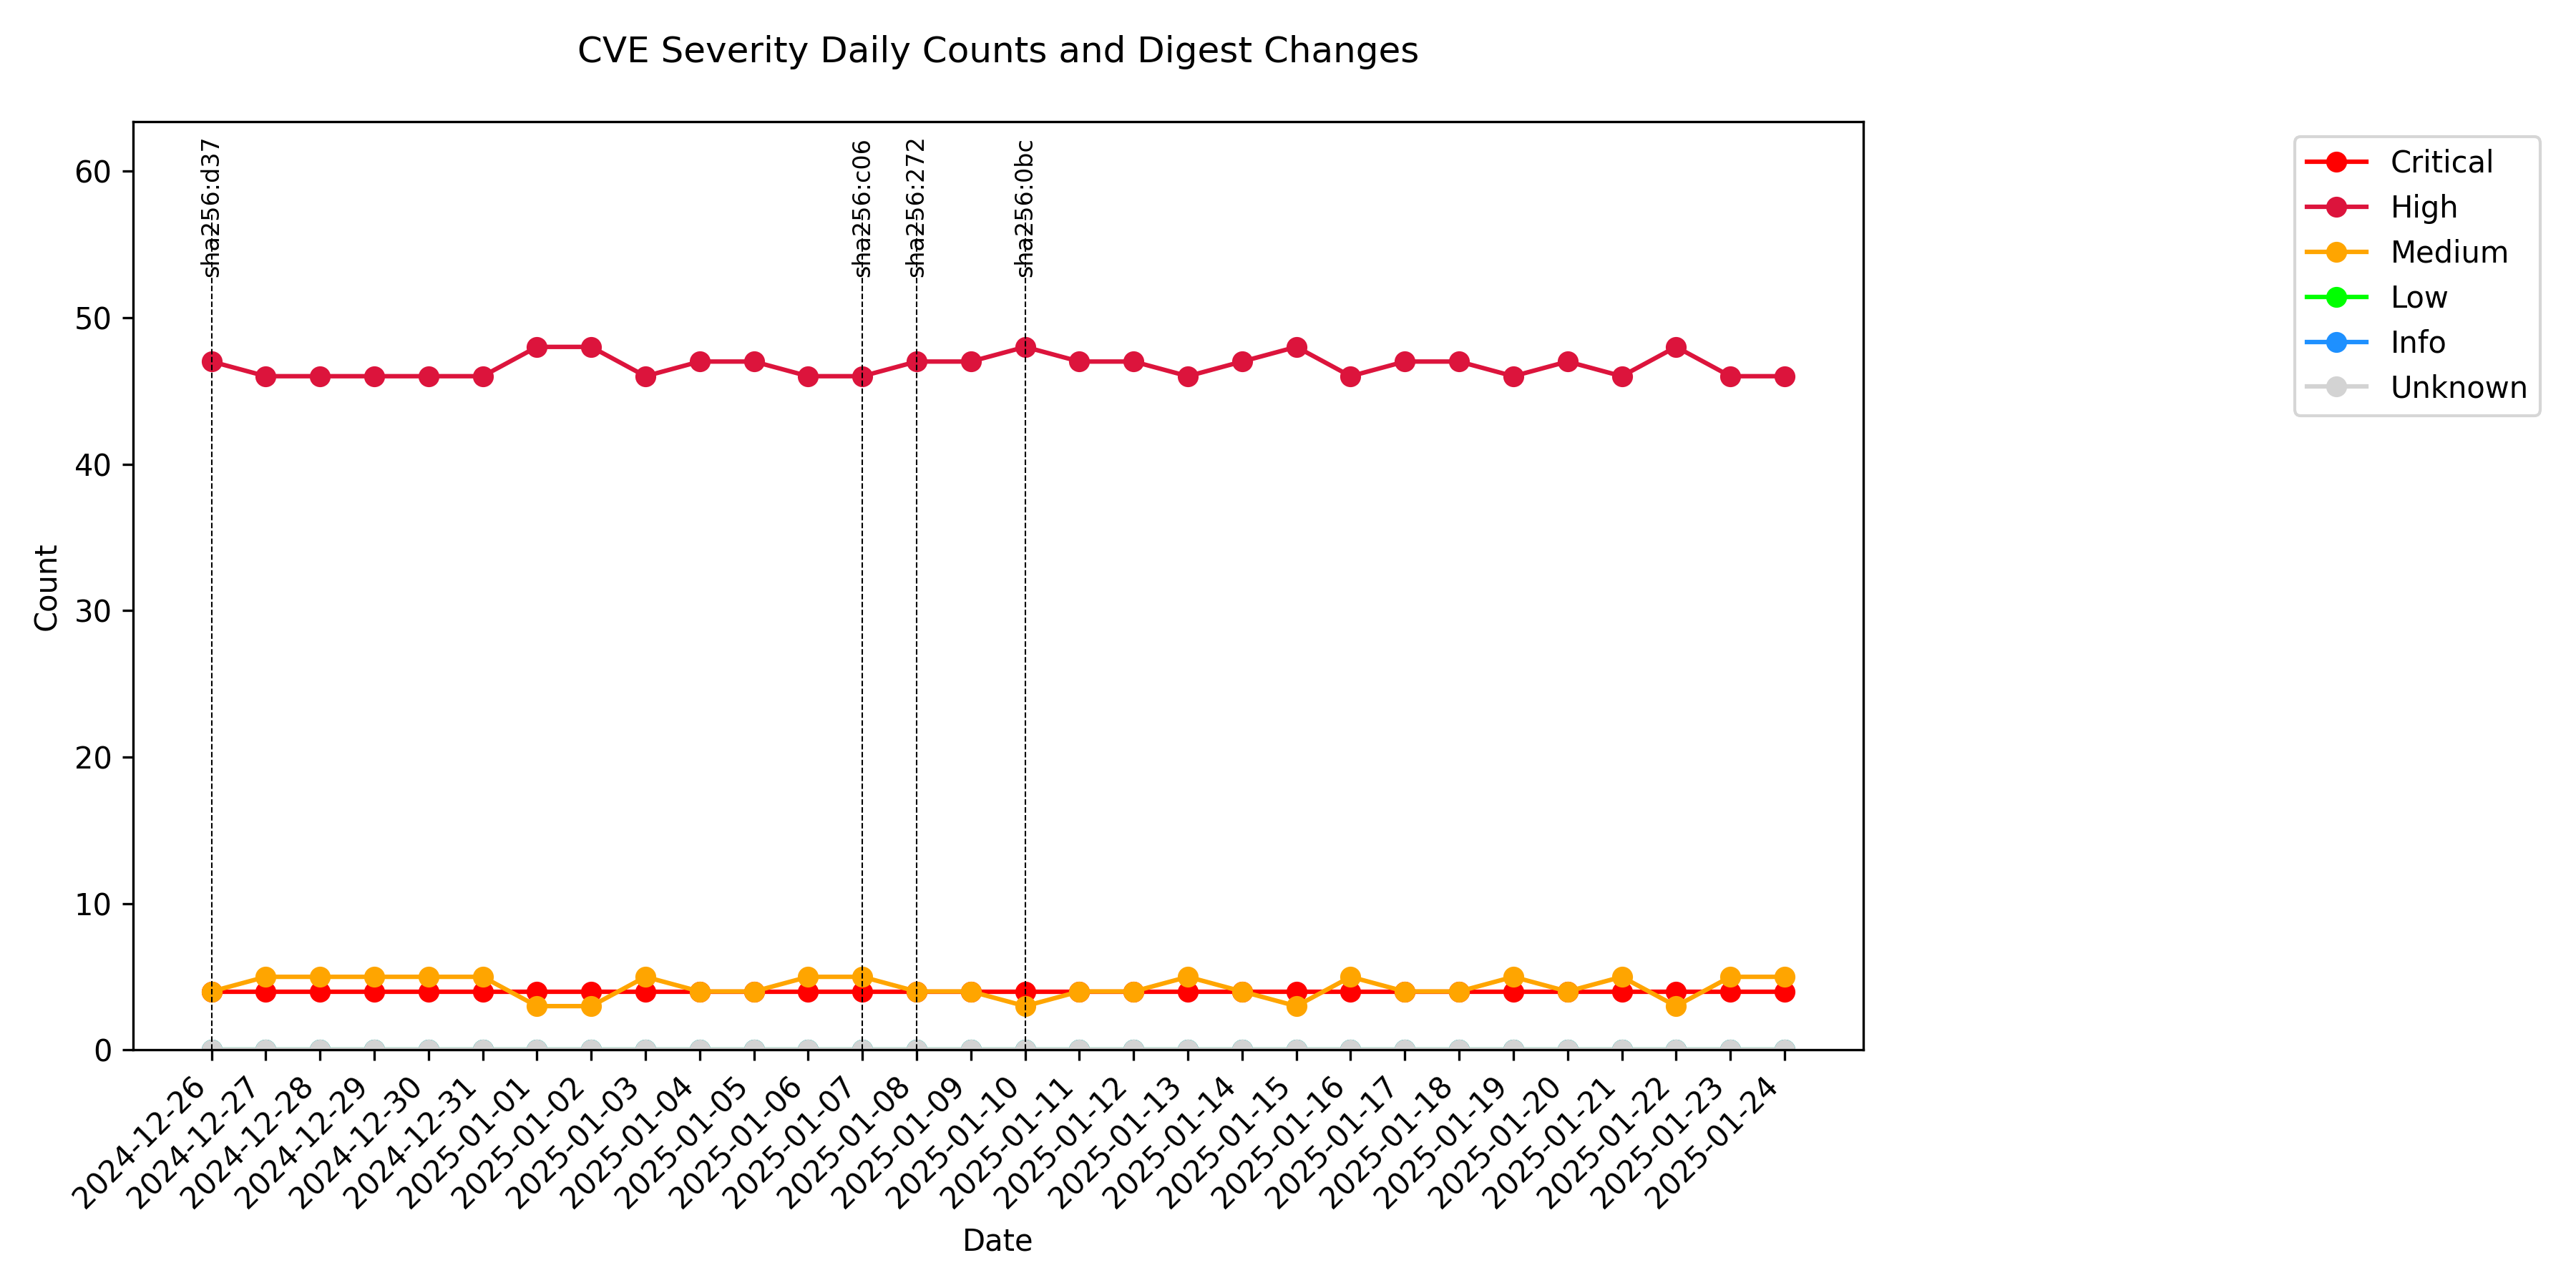 CVE Severity Daily Counts and Digest Changes
sha256:d37
sha256:c06
sha256:272
sha256:0bc
Critical
High
Medium
Low
Info
Unknown
60
50
40
30
20
10
0
Count
2024-12-26
2024-12-27
2024-12-28
2024-12-29
2024-12-30
2024-12-31
2025-01-01
2025-01-02
2025-01-03
2025-01-04
2025-01-05
2025-01-06
2025-01-07
2025-01-08
2025-01-09
2025-01-10
2025-01-11
2025-01-12
2025-01-13
2025-01-14
2025-01-15
2025-01-16
2025-01-17
2025-01-18
2025-01-19
2025-01-20
2025-01-21
2025-01-22
2025-01-23
2025-01-24
Date